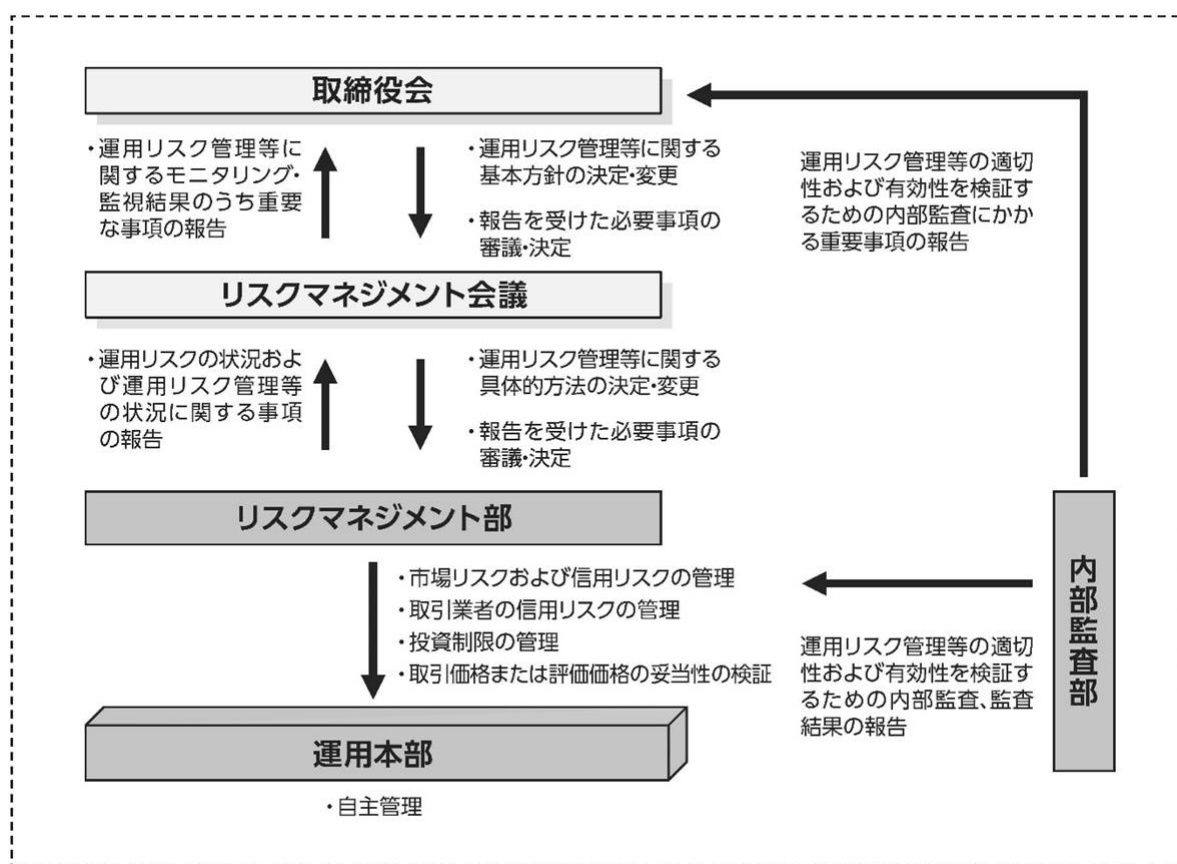 取締役会
・運用リスク管理等に
関するモニタリング・
監視結果のうち重要
な事項の報告
・運用リスク管理等に関する
基本方針の決定・変更
・報告を受けた必要事項の
審議・決定
運用リスク管理等の適切
性および有効性を検証す
るための内部監査にかか
る重要事項の報告
リスクマネジメント会議
・運用リスクの状況およ
び運用リスク管理等
の状況に関する事項
の報告
・運用リスク管理等に関する
具体的方法の決定・変更
・報告を受けた必要事項の
審議・決定
リスクマネジメント部
・市場リスクおよび信用リスクの管理
・取引業者の信用リスクの管理
・投資制限の管理
・取引価格または評価価格の妥当性の検証
運用リスク管理等の適切
性および有効性を検証す
るための内部監査、監査
結果の報告
内部監査部
運用本部
・自主管理